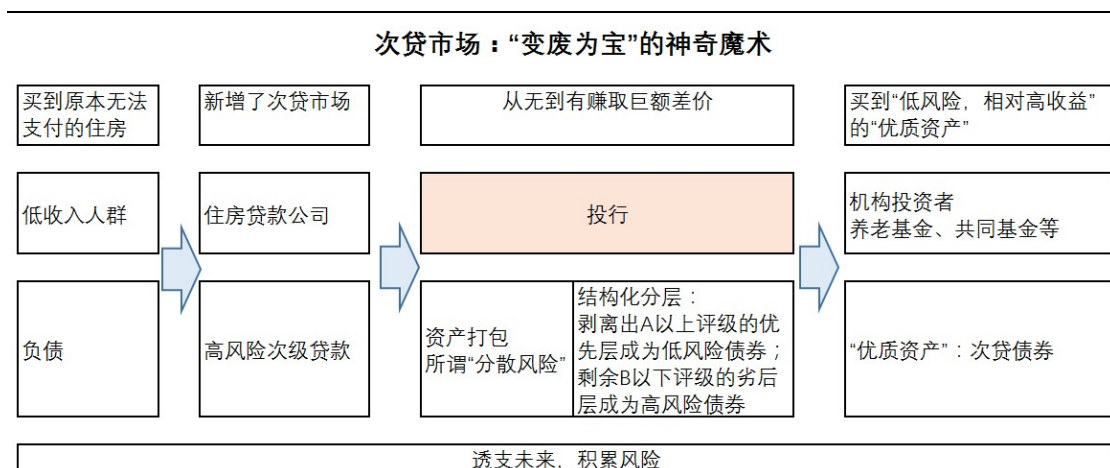 次贷市场：“变废为宝”的神奇魔术
买到原本无法
支付的住房
新增了次贷市场
从无到有赚取巨额差价
买到“低风险，相对高收益”
的“优质资产”
低收入人群
住房贷款公司
投行
机构投资者
养老基金、共同基金等
负债
高风险次级贷款
资产打包
所谓“分散风险”
结构化分层：
剥离出A以上评级的优
先层成为低风险债券；
剩余B以下评级的劣后
层成为高风险债券
“优质资产”：次贷债券
透支未来，积累风险